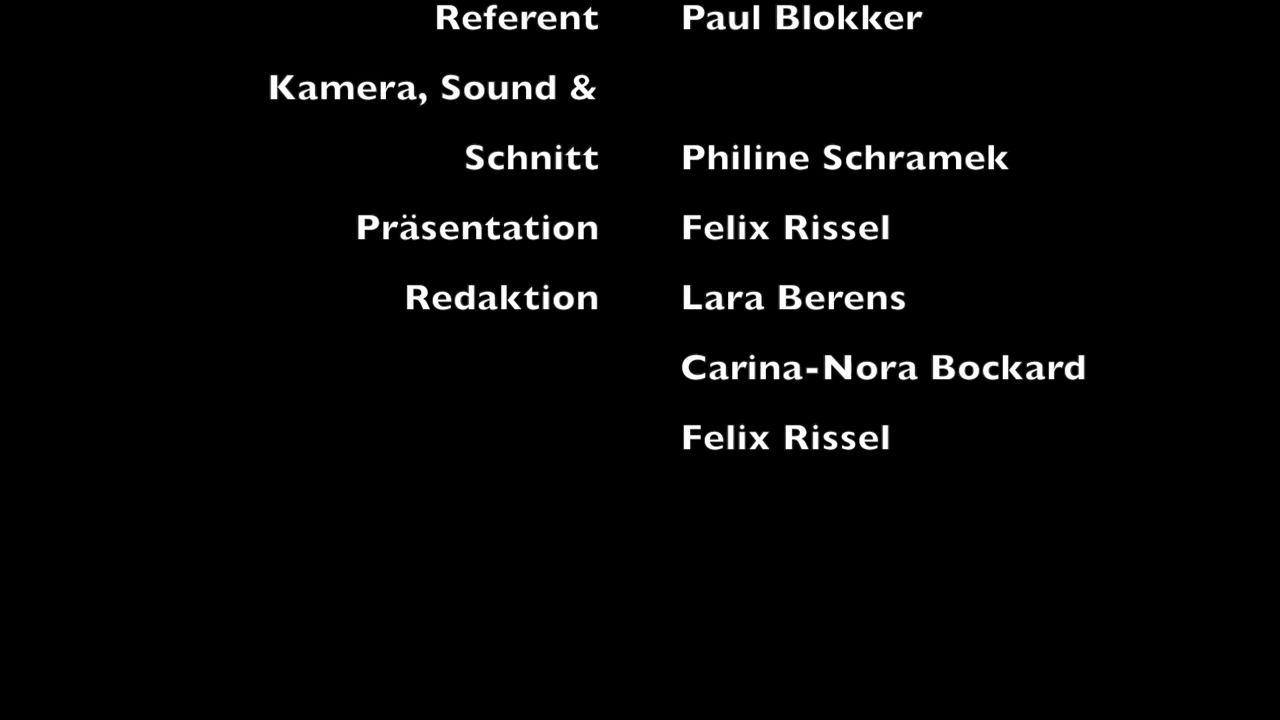 Referent Paul Blokker
Kamera, Sound &
Schnitt Philine Schramek
Präsentation Felix Rissel
Redaktion Lara Berens
Carina-Nora Bockard
Felix Rissel